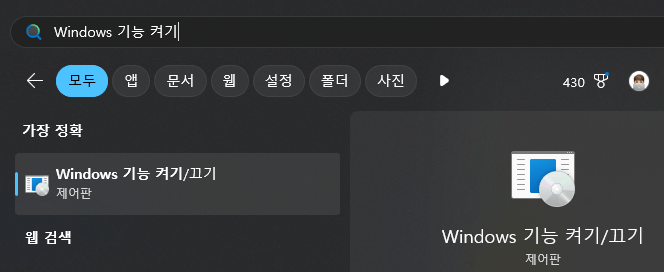 Windows 기능 켜기
모두 앱 문서 웹 설정 폴더 사진 430
가장 정확
Windows 기능 켜기/끄기
제어판
웹 검색
Windows 기능 켜기/끄기
제어판